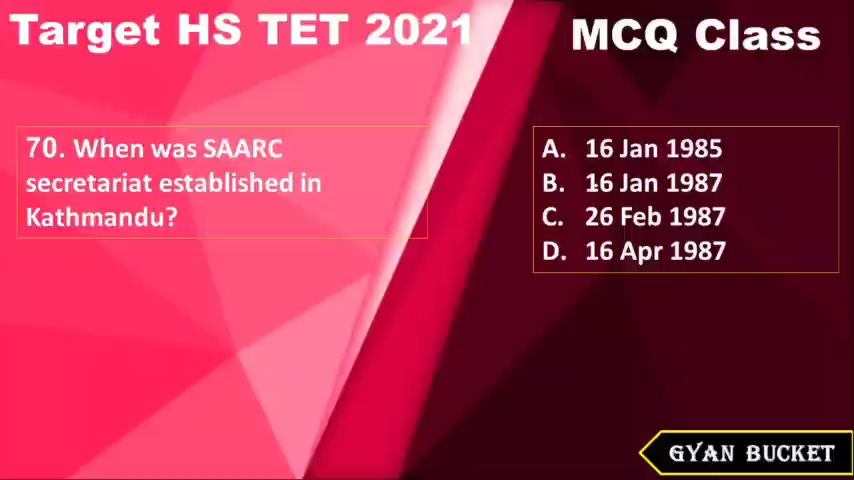 Target HS TET 2021
MCQ Class
70. When was SAARC
secretariat established in
Kathmandu?
A. 16 Jan 1985
B. 16 Jan 1987
C. 26 Feb 1987
D. 16 Apr 1987
GYAN BUCKET